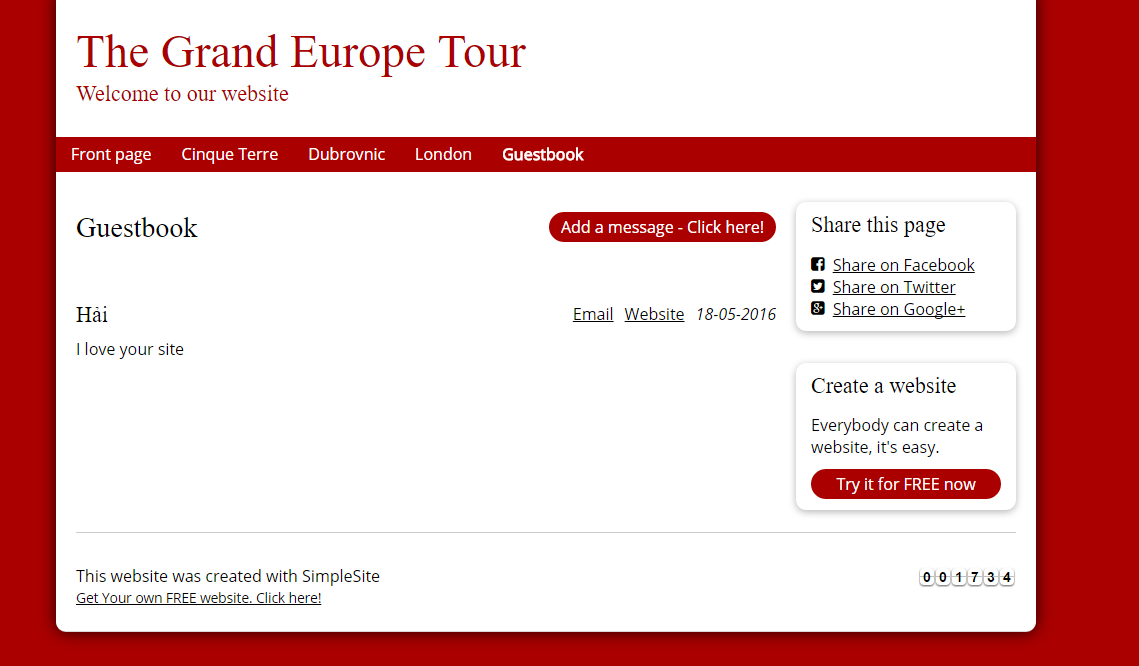 The Grand Europe Tour
Welcome to our website
Front page Cinque Terre Dubrovnic London Guestbook
Guestbook
Add a message - Click here!
Hải
Email Website 18-05-2016
I love your site
Share this page
Share on Facebook
Share on Twitter
Share on Google+
Create a website
Everybody can create a
website, it's easy.
Try it for FREE now
This website was created with SimpleSite
Get Your own FREE website. Click here!
001734